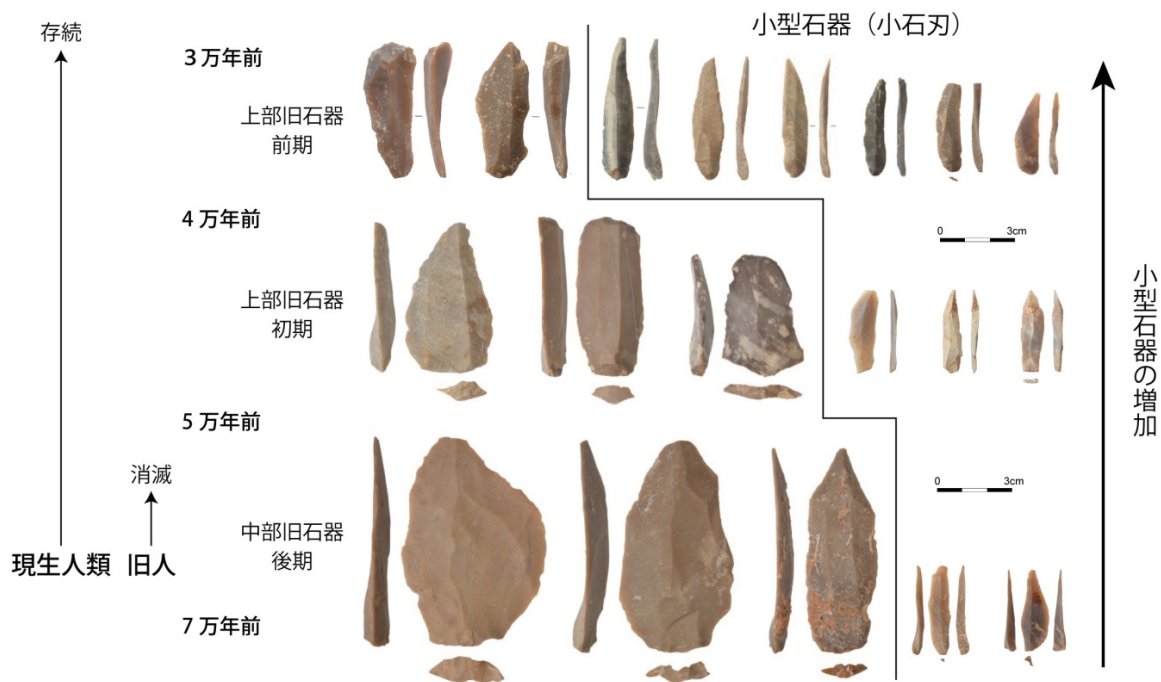 存続
小型石器（小石刃）
3 万年前
上部旧石器
前期
4 万年前
0 3cm
上部旧石器
初期
小型石器の増加
5 万年前
消滅
0 3cm
中部旧石器
後期
現生人類 旧人
7 万年前